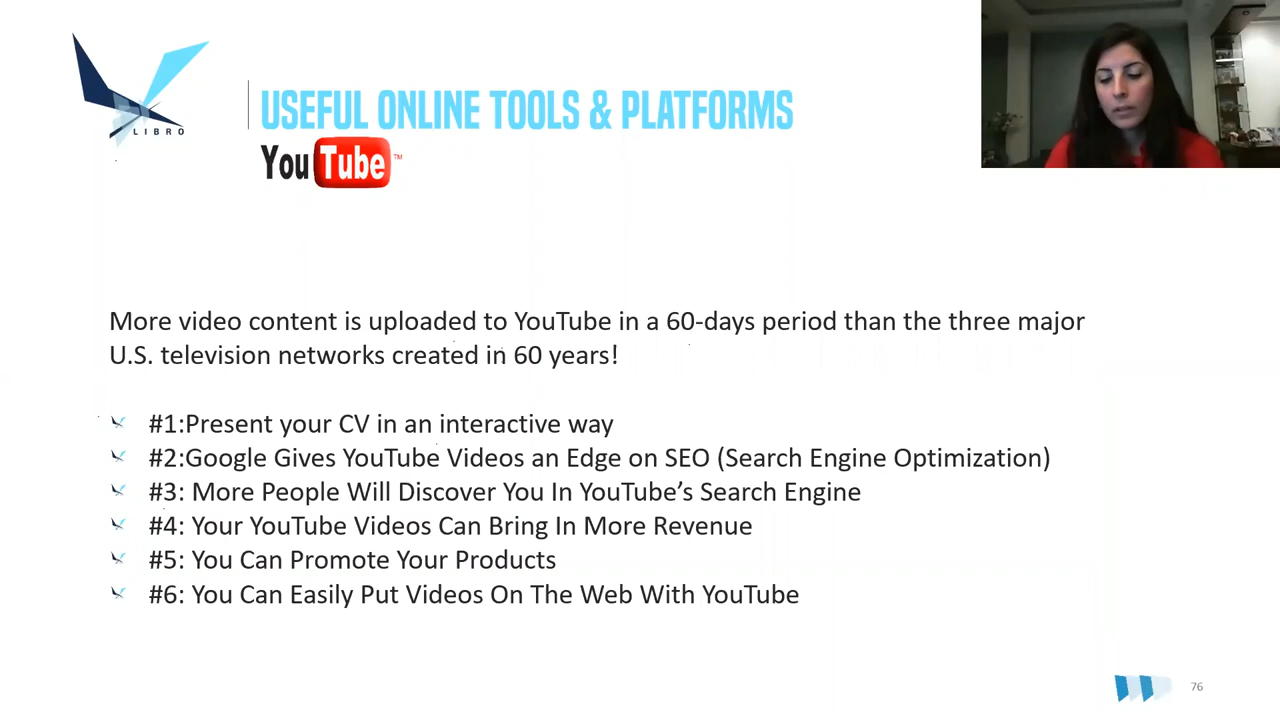 LIBRO
USEFUL ONLINE TOOLS & PLATFORMS
YouTube™
More video content is uploaded to YouTube in a 60-days period than the three major
U.S. television networks created in 60 years!
#1:Present your CV in an interactive way
#2:Google Gives YouTube Videos an Edge on SEO (Search Engine Optimization)
#3: More People Will Discover You In YouTube’s Search Engine
#4: Your YouTube Videos Can Bring In More Revenue
#5: You Can Promote Your Products
#6: You Can Easily Put Videos On The Web With YouTube
76